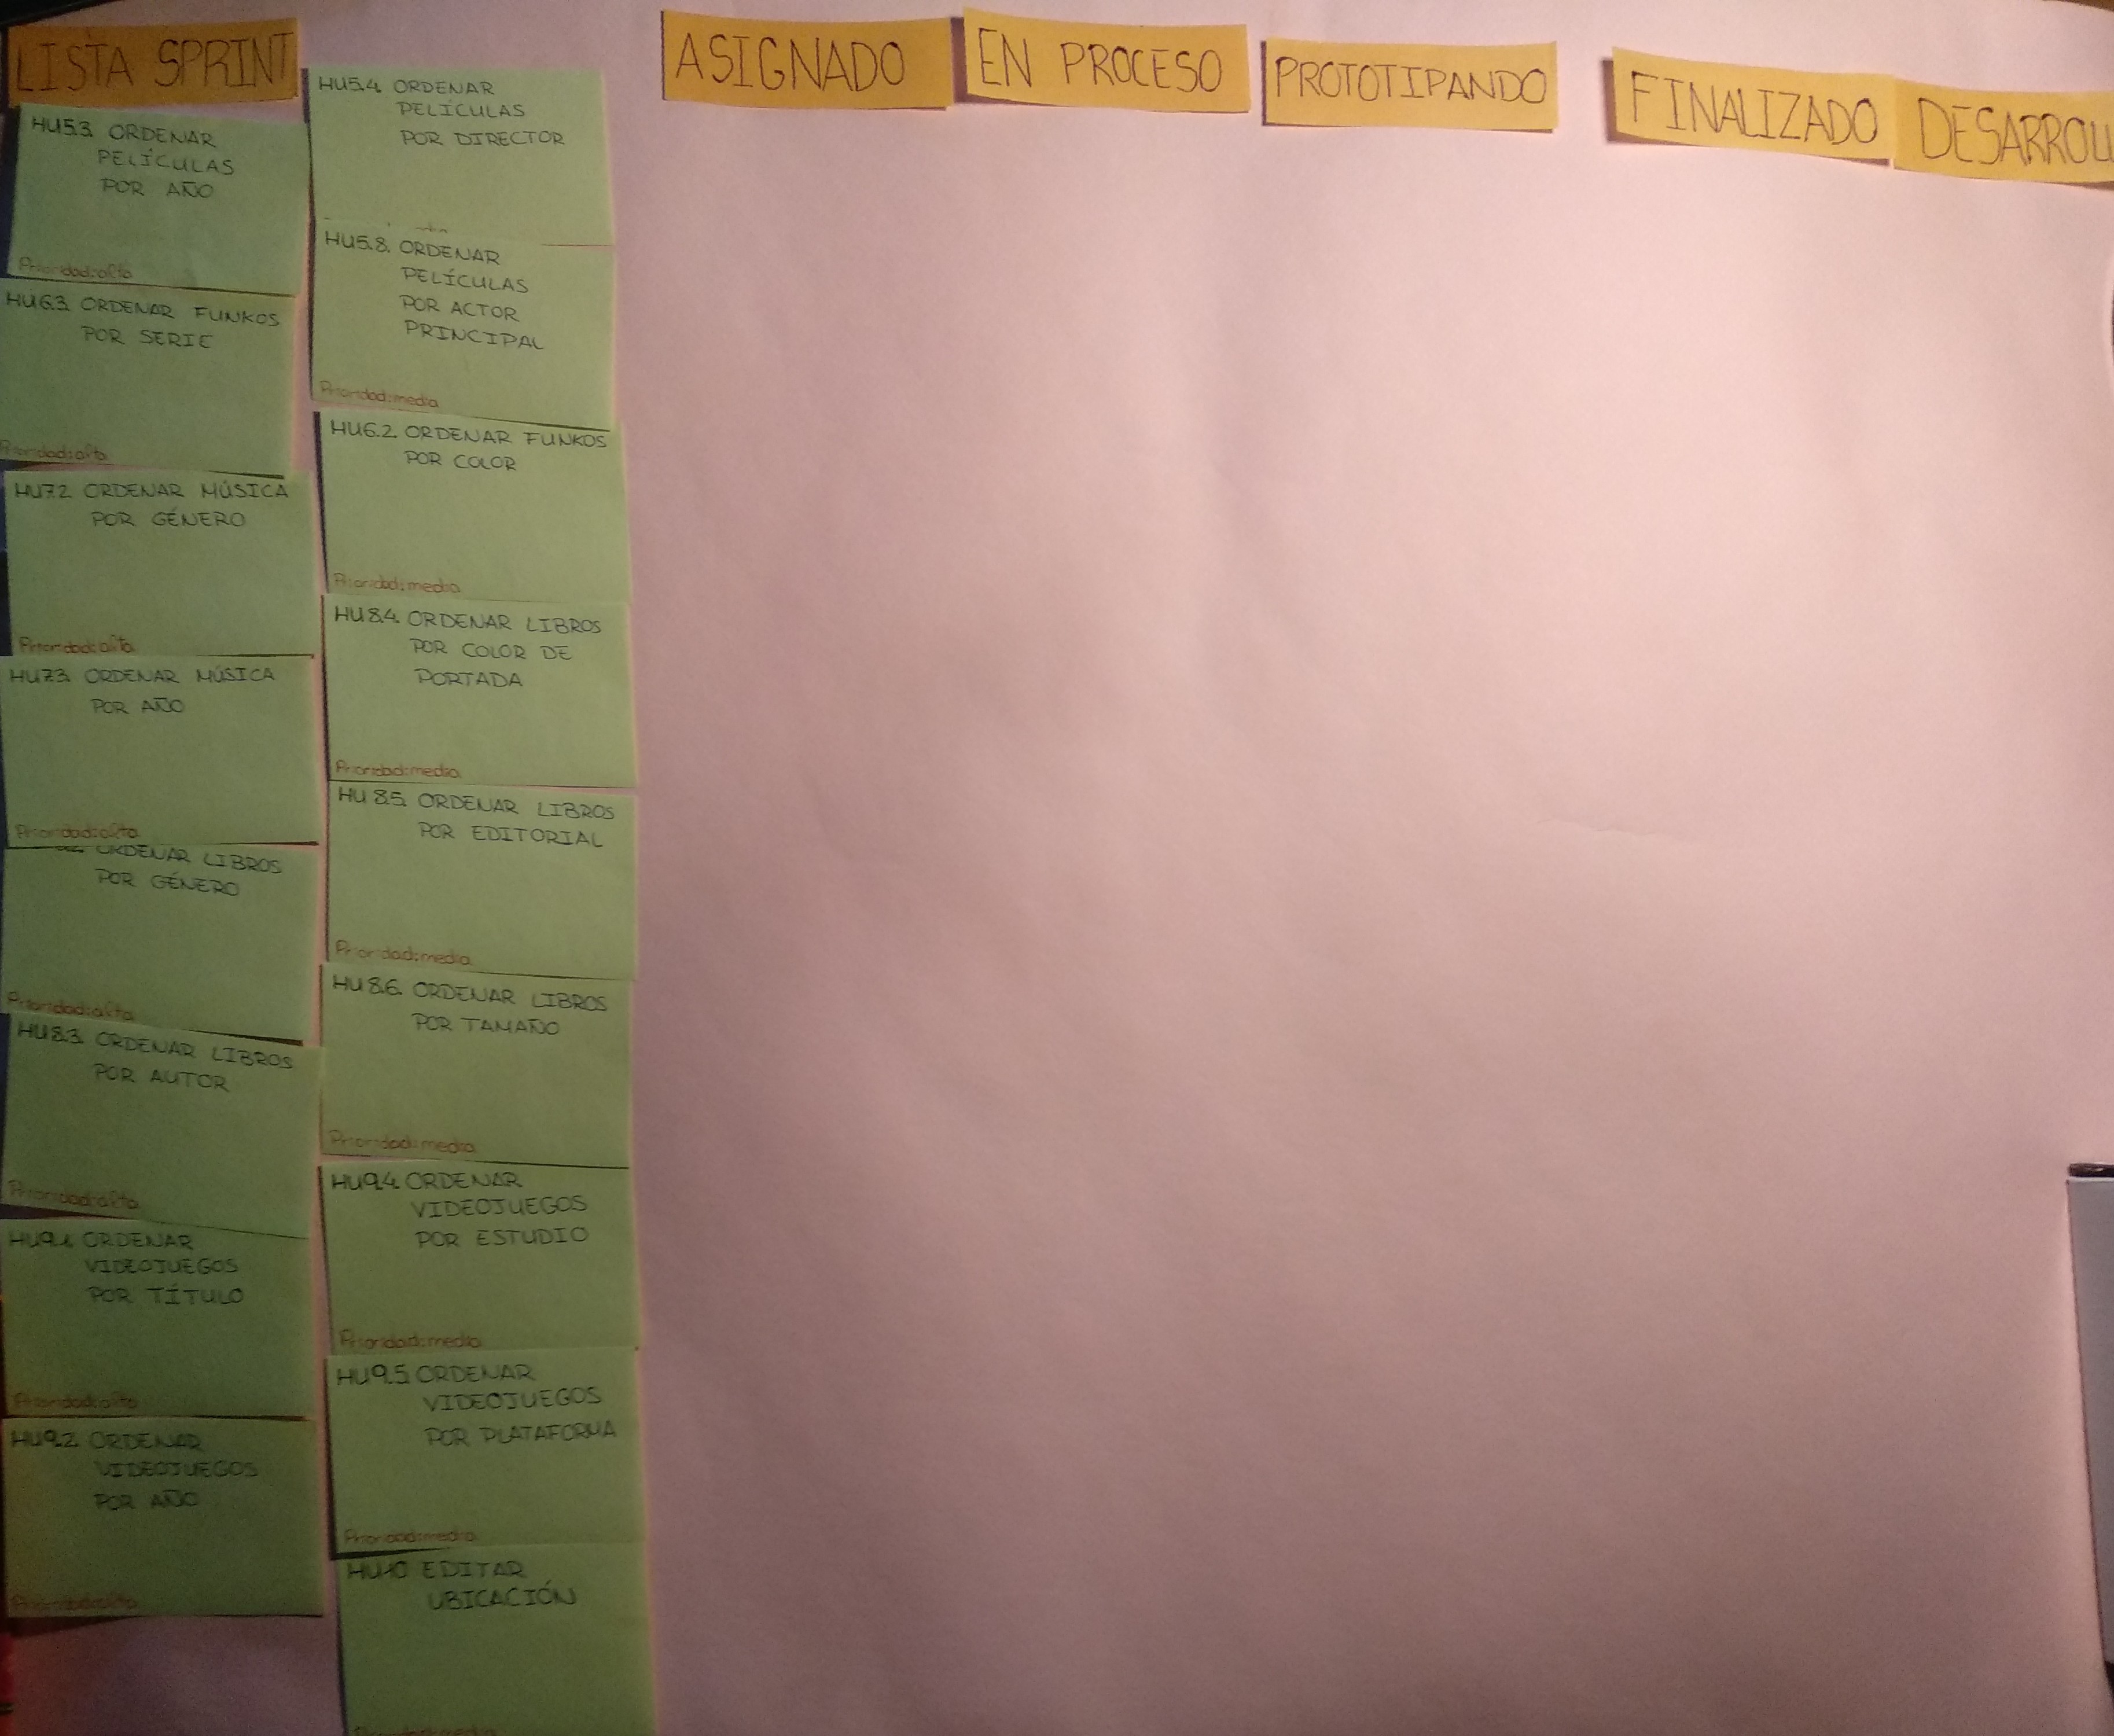 LISTA SPRINT
HU5.3. ORDENAR
PELÍCULAS
POR AÑO
Prioridad: alta
HU6.3. ORDENAR FUNKOS
POR SERIE
Prioridad: alta
HU7.2. ORDENAR MÚSICA
POR GÉNERO
Prioridad: alta
HU7.3. ORDENAR MÚSICA
POR AÑO
Prioridad: alta
ORDENAR LIBROS
POR GÉNERO
Prioridad: alta
HU8.3. ORDENAR LIBROS
POR AUTOR
Prioridad: alta
HU9.1. ORDENAR
VIDEOJUEGOS
POR TÍTULO
Prioridad: alta
HU9.2. ORDENAR
VIDEOJUEGOS
POR AÑO
Prioridad: alta
HU5.4. ORDENAR
PELÍCULAS
POR DIRECTOR
HU5.8. ORDENAR
PELÍCULAS
POR ACTOR
PRINCIPAL
Prioridad: media
HU6.2. ORDENAR FUNKOS
POR COLOR
Prioridad: media
HU8.4. ORDENAR LIBROS
POR COLOR DE
PORTADA
Prioridad: media
HU 8.5. ORDENAR LIBROS
POR EDITORIAL
Prioridad: media
HU 8.6. ORDENAR LIBROS
POR TAMAÑO
Prioridad: media
HU9.4. ORDENAR
VIDEOJUEGOS
POR ESTUDIO
Prioridad: media
HU9.5. ORDENAR
VIDEOJUEGOS
POR PLATAFORMA
Prioridad: media
HU10 EDITAR
UBICACIÓN
Prioridad: media
ASIGNADO
EN PROCESO
PROTOTIPANDO
FINALIZADO
DESARROLL